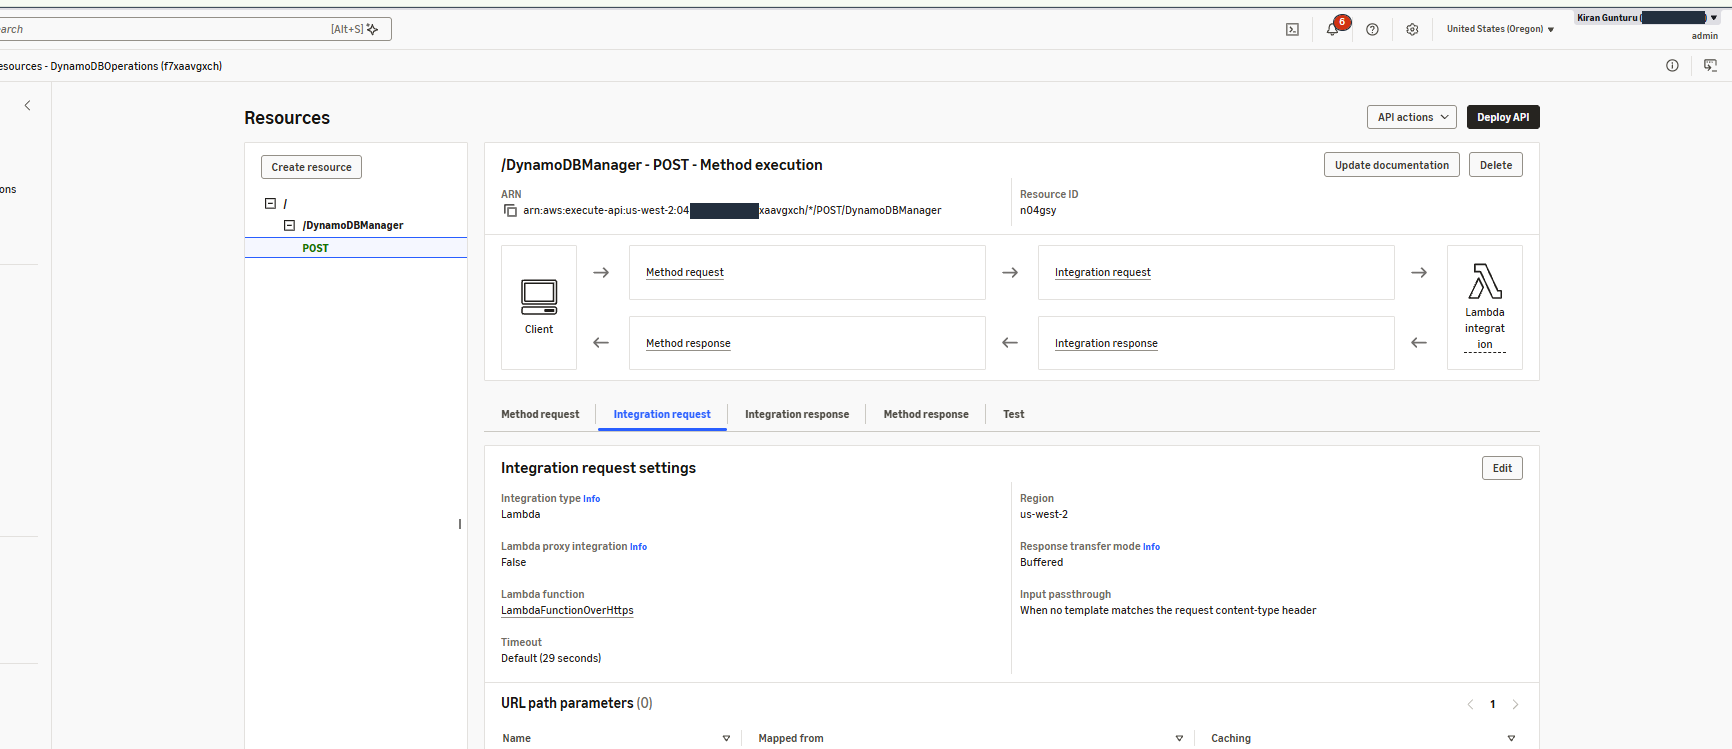 earch [Alt+S]
6
United States (Oregon) ▼
Kiran Gunturu ( ) ▼
admin
esources - DynamoDBOperations (f7xaavgxch)
ons
Resources
API actions
Deploy API
Create resource
/
/DynamoDBManager
POST
/DynamoDBManager - POST - Method execution
Update documentation
Delete
ARN
arn:aws:execute-api:us-west-2:04 xaavgxch/*/POST/DynamoDBManager
Resource ID
n04gsy
Client
Method request
Integration request
Method response
Integration response
Lambda
integrat
ion
Method request
Integration request
Integration response
Method response
Test
Integration request settings
Edit
Integration type Info
Lambda
Region
us-west-2
Lambda proxy integration Info
False
Response transfer mode Info
Buffered
Lambda function
LambdaFunctionOverHttps
Input passthrough
When no template matches the request content-type header
Timeout
Default (29 seconds)
URL path parameters (0)
1
Name
Mapped from
Caching